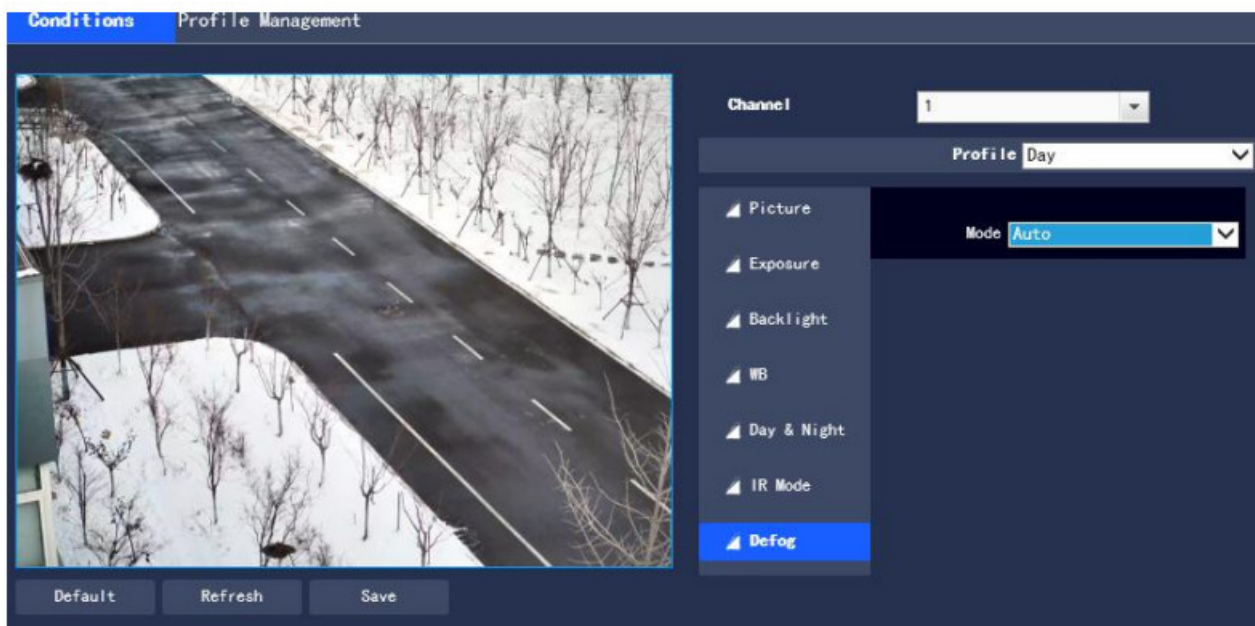 Conditions Profile Management
Channel 1
Profile Day
Picture
Mode Auto
Exposure
Backlight
WB
Day & Night
IR Mode
Defog
Default Refresh Save